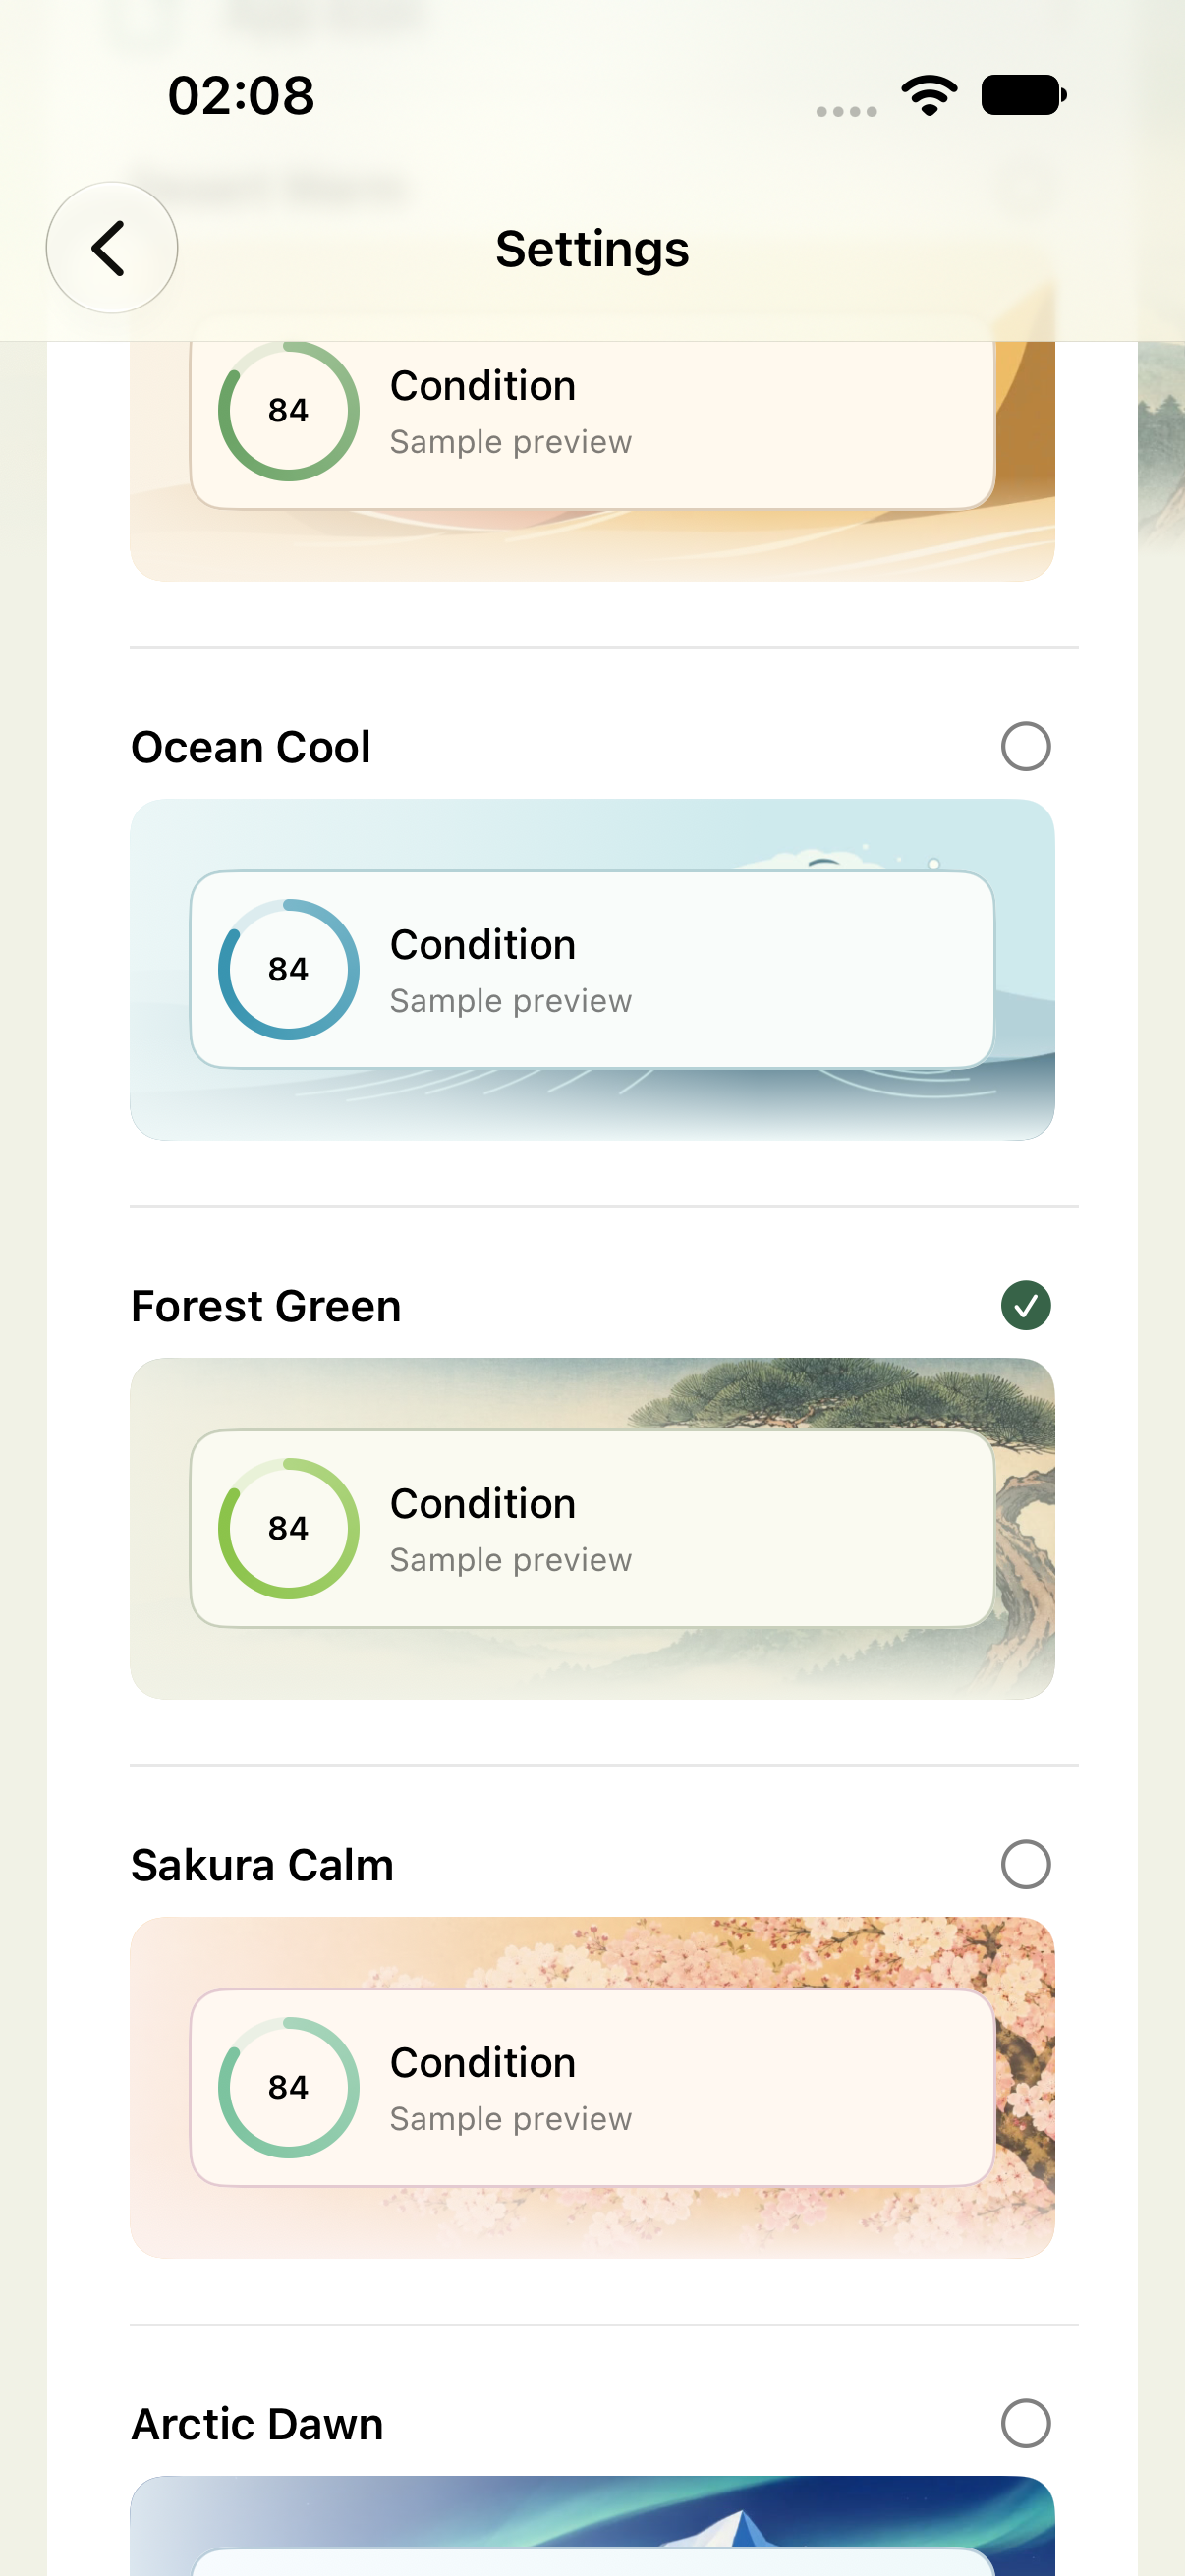 02:08
Settings
84
Condition
Sample preview
Ocean Cool
84
Condition
Sample preview
Forest Green
84
Condition
Sample preview
Sakura Calm
84
Condition
Sample preview
Arctic Dawn